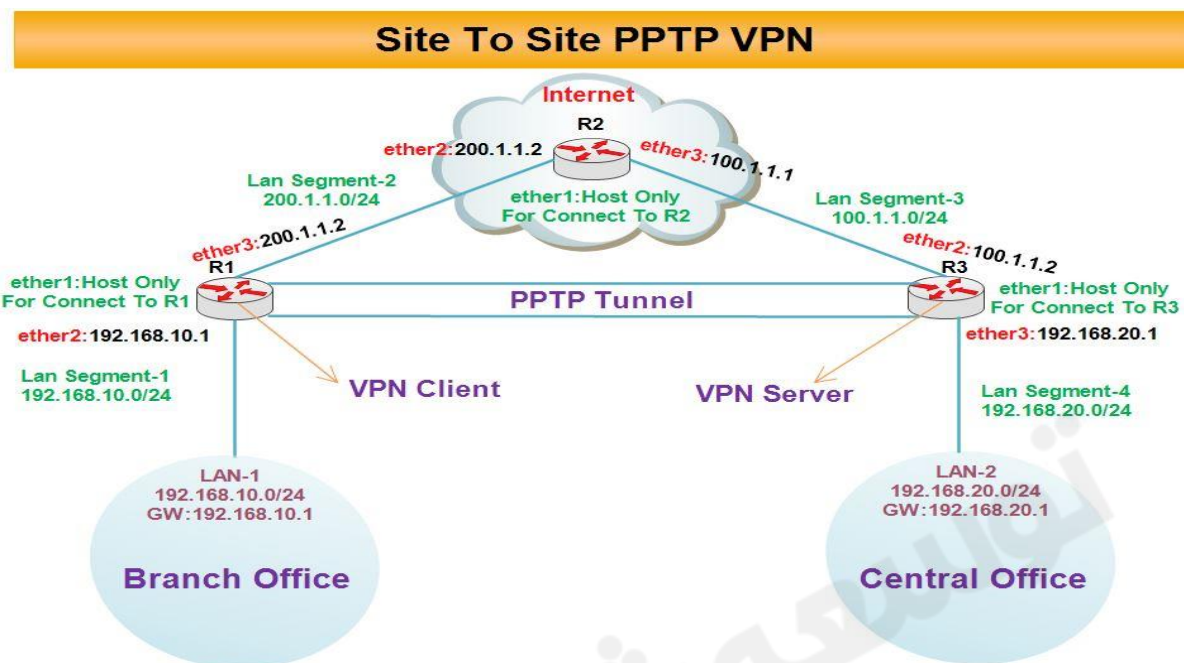 Site To Site PPTP VPN
Internet
R2
ether2:200.1.1.2
ether3:100.1.1.1
Lan Segment-2
200.1.1.0/24
ether1:Host Only
For Connect To R2
Lan Segment-3
100.1.1.0/24
ether3:200.1.1.2
ether2:100.1.1.2
R1
R3
ether1:Host Only
For Connect To R1
PPTP Tunnel
ether1:Host Only
For Connect To R3
ether2:192.168.10.1
ether3:192.168.20.1
Lan Segment-1
192.168.10.0/24
VPN Client
VPN Server
Lan Segment-4
192.168.20.0/24
LAN-1
192.168.10.0/24
GW:192.168.10.1
Branch Office
LAN-2
192.168.20.0/24
GW:192.168.20.1
Central Office
توسعه